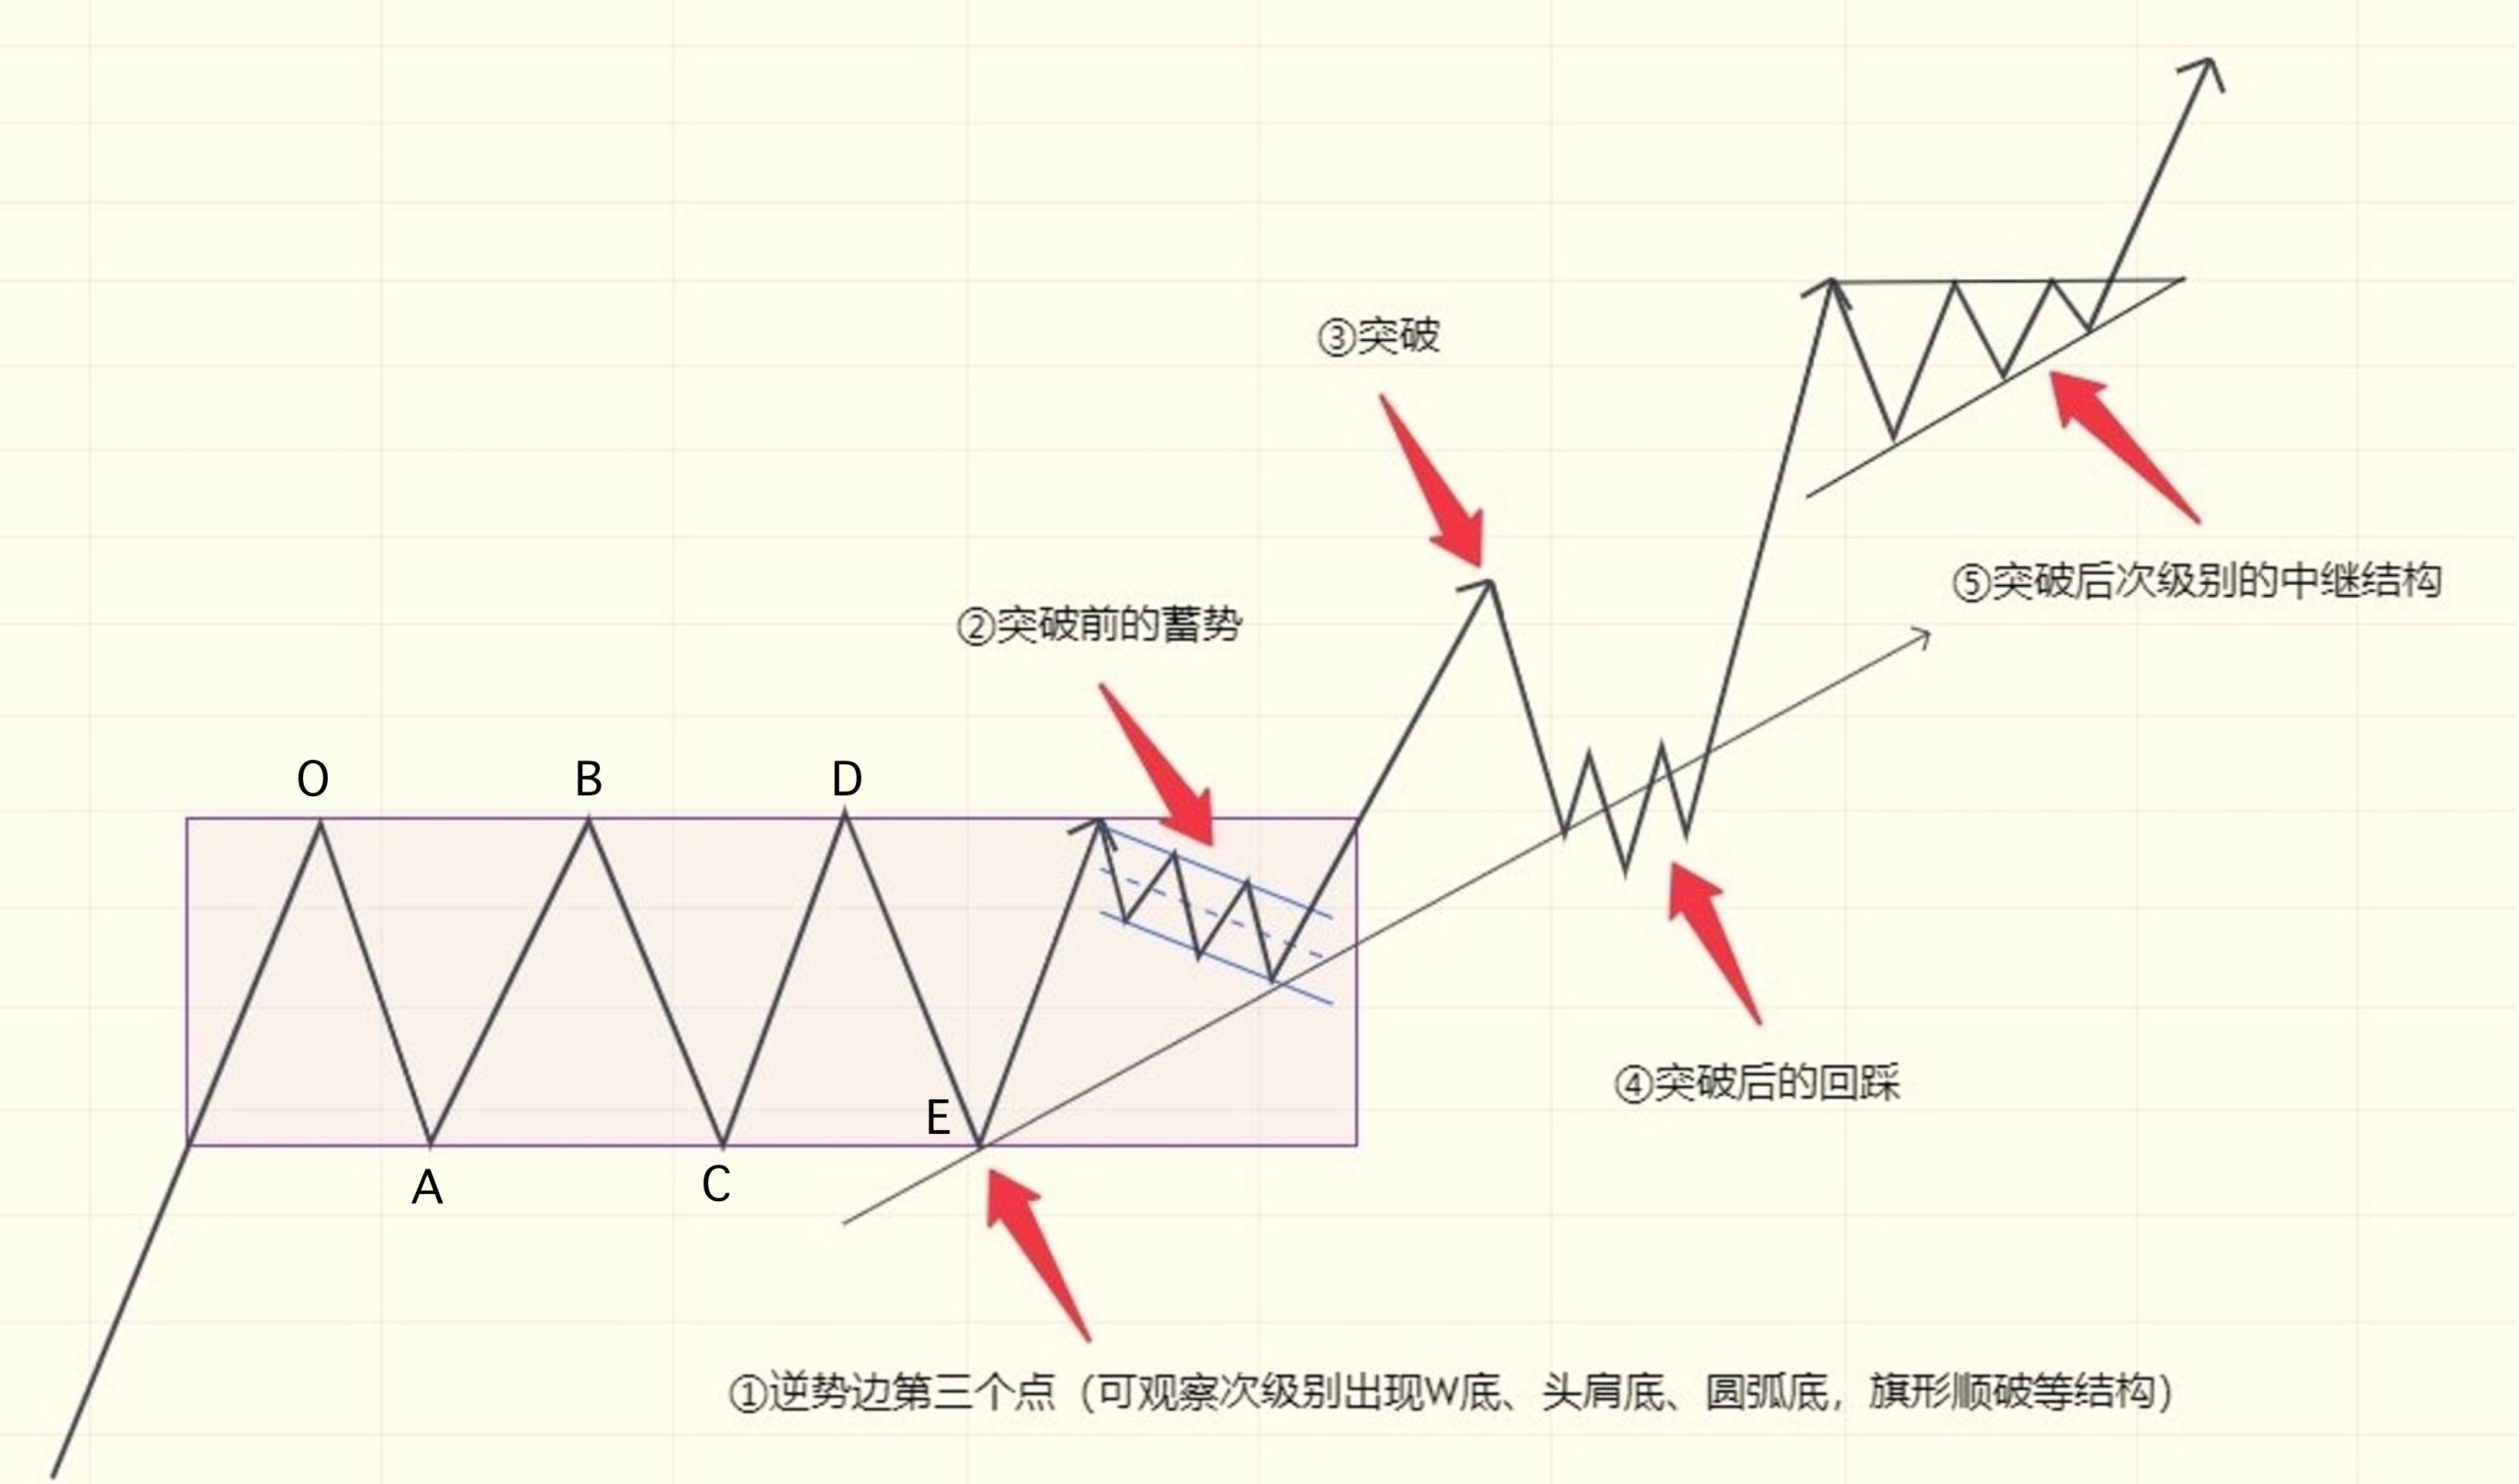 ③突破
⑤突破后次级别的中继结构
②突破前的蓄势
O
B
D
E
A
C
④突破后的回踩
①逆势边第三个点（可观察次级别出现W底、头肩底、圆弧底，旗形顺破等结构）